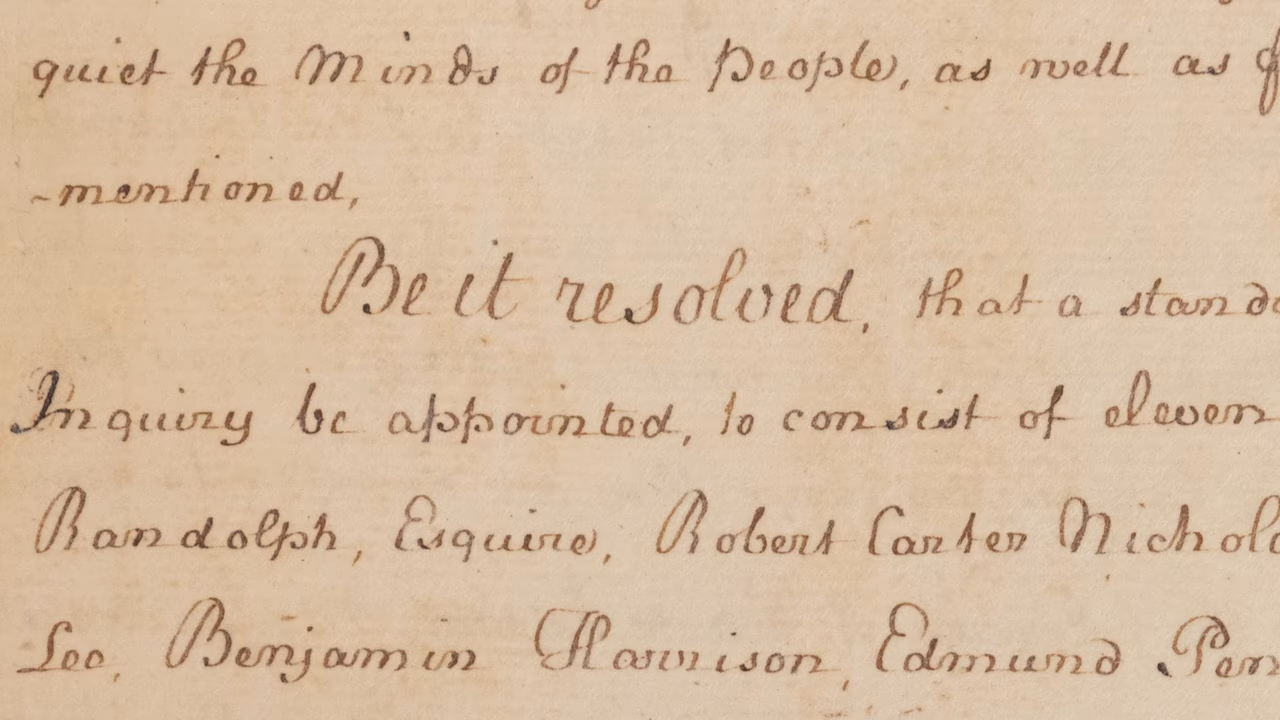 quiet the Minds of the People, as well as f
-mentioned,
Be it resolved, that a stand
Inquiry be appointed, to consist of eleven
Randolph, Esquire, Robert Carter Nichol
Lee, Benjamin Harrison, Edmund Pen